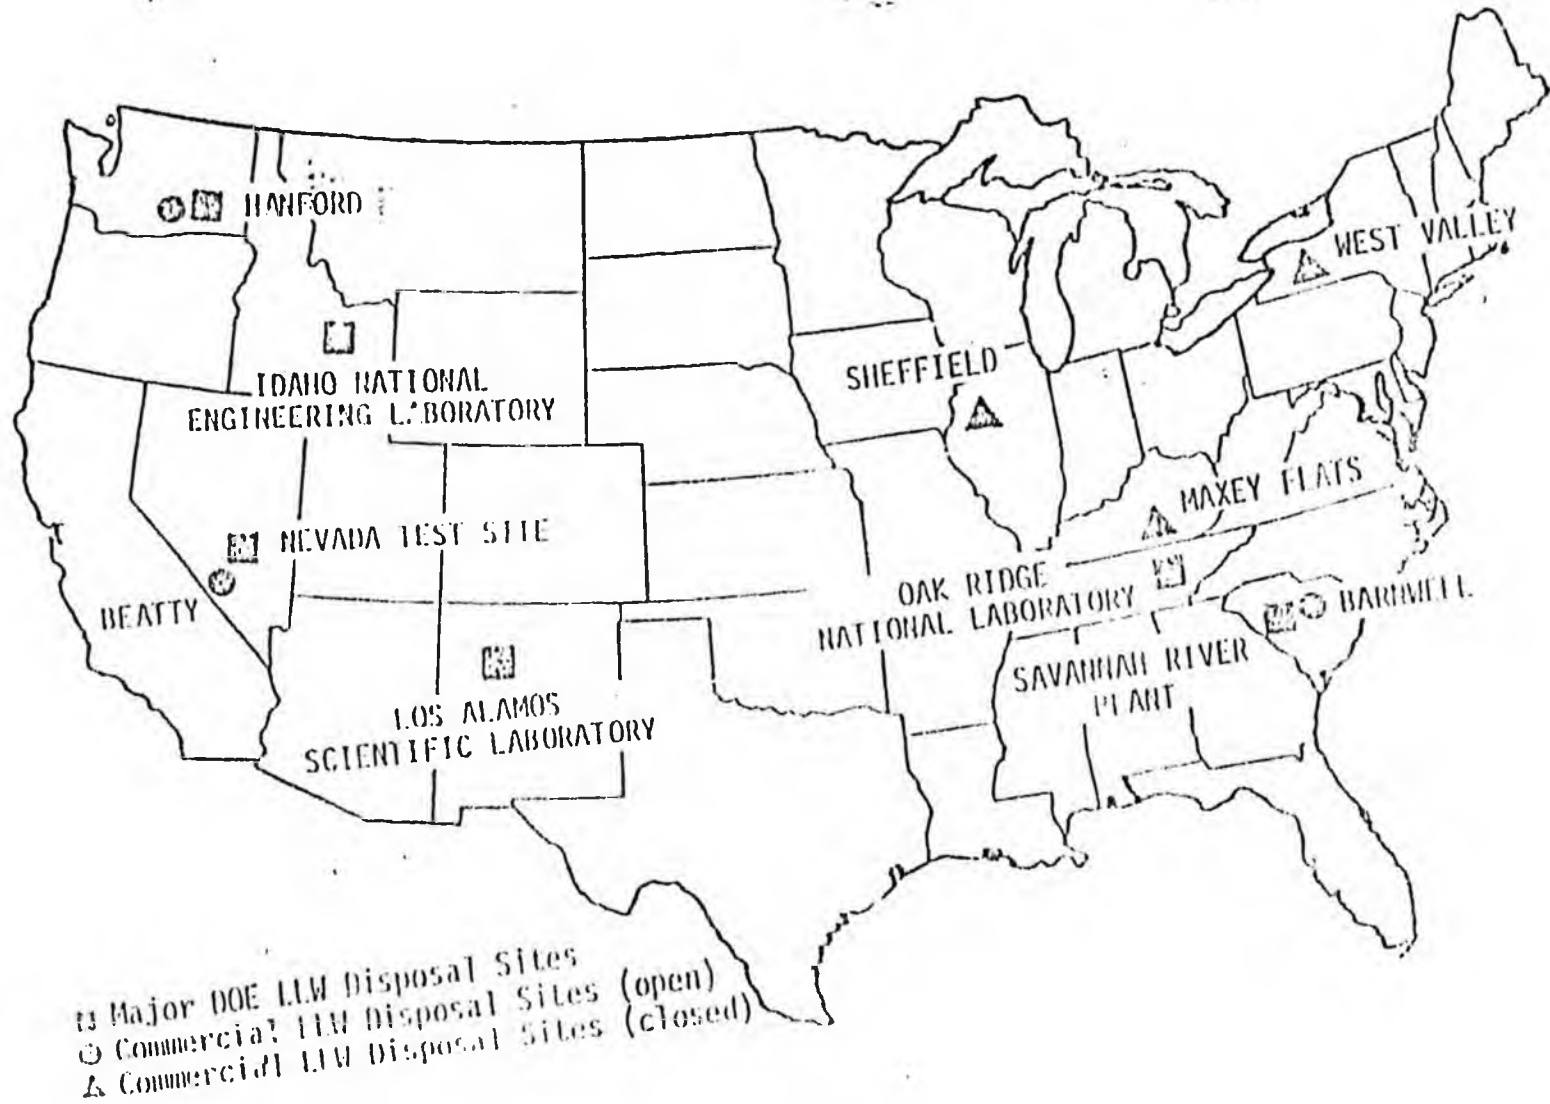 HANFORD
WEST VALLEY
IDAHO NATIONAL
ENGINEERING LABORATORY
SHEFFIELD
MAXEY FLATS
NEVADA TEST SITE
BEATTY
OAK RIDGE
NATIONAL LABORATORY
BARNWELL
SAVANNAH RIVER
PLANT
LOS ALAMOS
SCIENTIFIC LABORATORY
Major DOE LLW Disposal Sites
Commercial LLW Disposal Sites (open)
Commercial LLW Disposal Sites (closed)